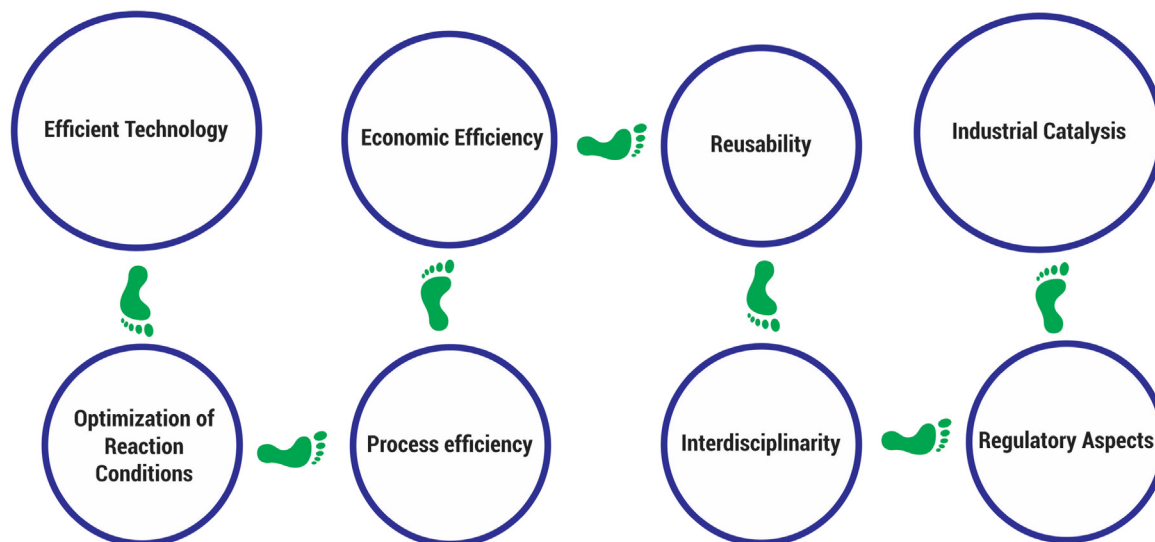 Efficient Technology
Economic Efficiency
Reusability
Industrial Catalysis
Optimization of
Reaction
Conditions
Process efficiency
Interdisciplinarity
Regulatory Aspects